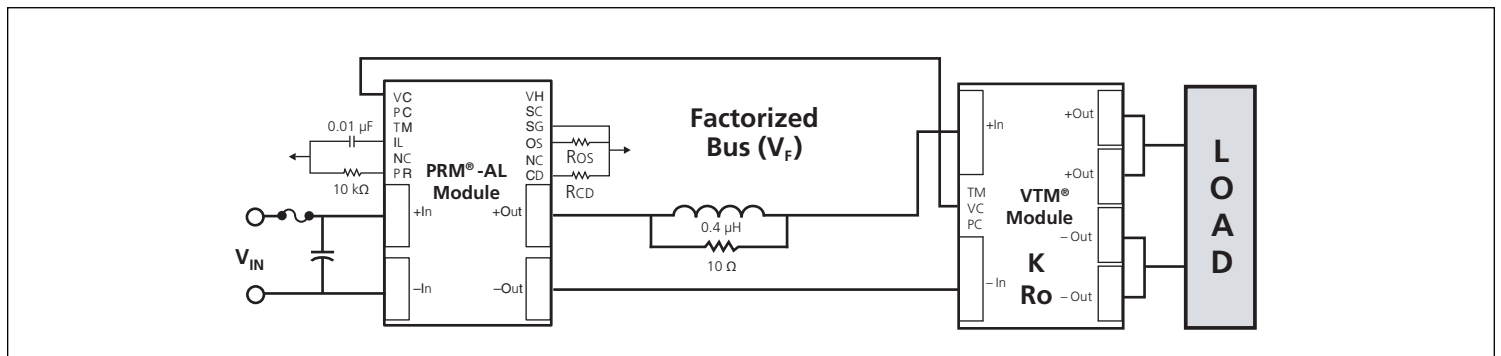 VC
PC
TM
IL
NC
PR
VH
SC
SG
OS
NC
CD
0.01 µF
10 kΩ
PRM® -AL
Module
+In
–In
+Out
–Out
VIN
ROS
RCD
Factorized
Bus (VF)
0.4 µH
10 Ω
+In
– In
TM
VC
PC
VTM®
Module
K
Ro
+Out
+Out
– Out
– Out
LOAD